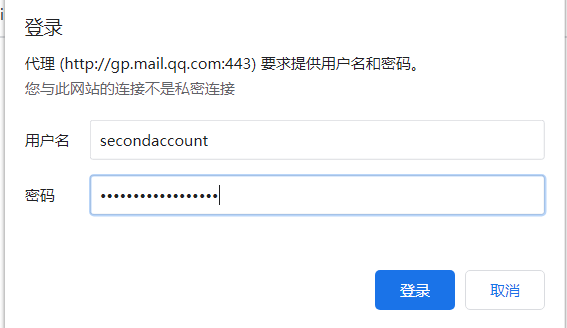 登录
代理 (http://gp.mail.qq.com:443) 要求提供用户名和密码。
您与此网站的连接不是私密连接
用户名 secondaccount
密码 ••••••••••••••••••
登录 取消